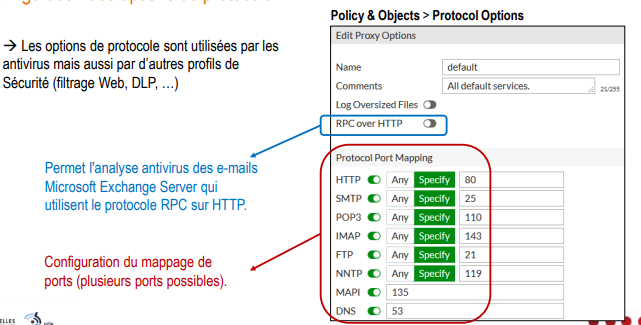 Policy & Objects > Protocol Options
→ Les options de protocole sont utilisées par les
antivirus mais aussi par d'autres profils de
Sécurité (filtrage Web, DLP, …)
Permet l'analyse antivirus des e-mails
Microsoft Exchange Server qui
utilisent le protocole RPC sur HTTP.
Configuration du mappage de
ports (plusieurs ports possibles).
Edit Proxy Options
Name default
Comments All default services. 21/255
Log Oversized Files
RPC over HTTP
Protocol Port Mapping
HTTP Any Specify 80
SMTP Any Specify 25
POP3 Any Specify 110
IMAP Any Specify 143
FTP Any Specify 21
NNTP Any Specify 119
MAPI 135
DNS 53